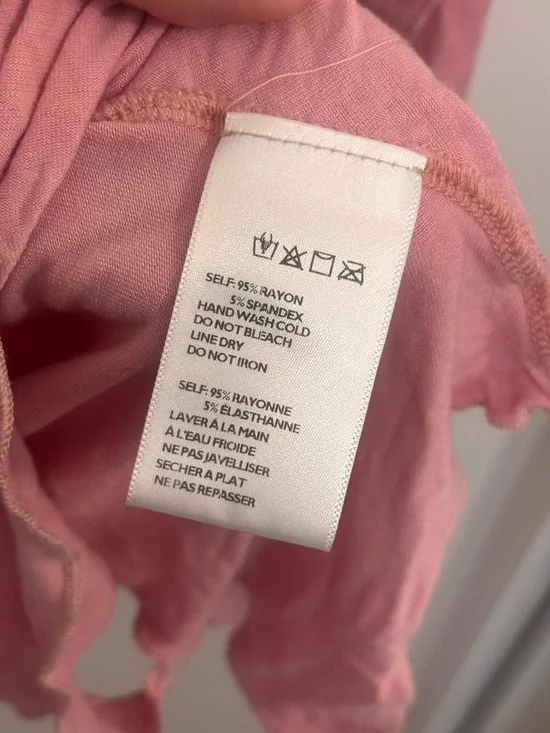 SELF: 95% RAYON
5% SPANDEX
HAND WASH COLD
DO NOT BLEACH
LINE DRY
DO NOT IRON
SELF: 95% RAYONNE
5% ÉLASTHANNE
LAVER À LA MAIN
À L'EAU FROIDE
NE PAS JAVELLISER
SECHER A PLAT
NE PAS REPASSER